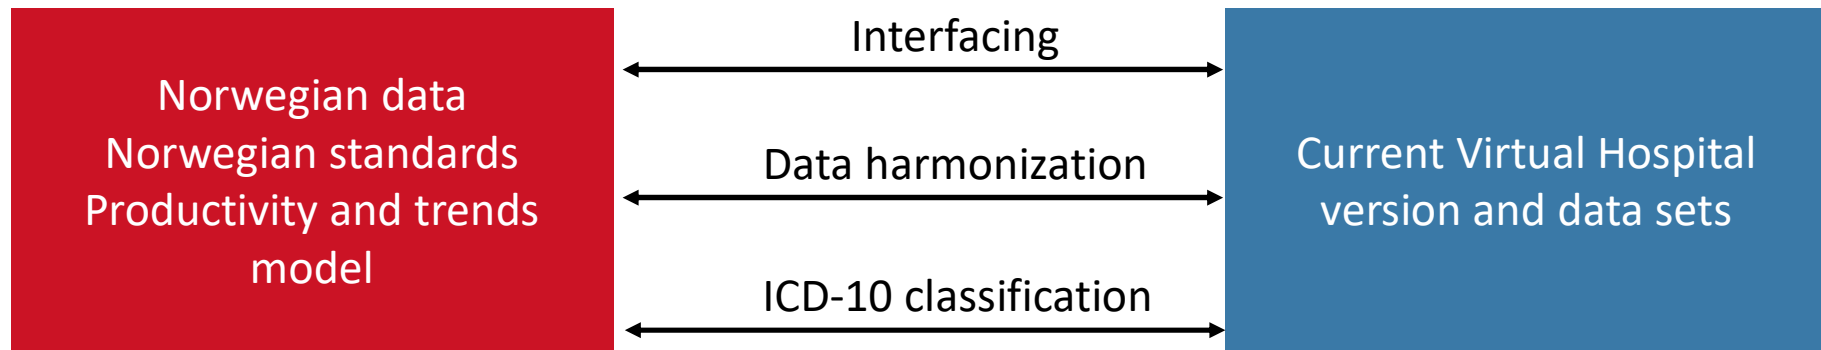 Norwegian data
Norwegian standards
Productivity and trends
model
Interfacing
Data harmonization
ICD-10 classification
Current Virtual Hospital
version and data sets